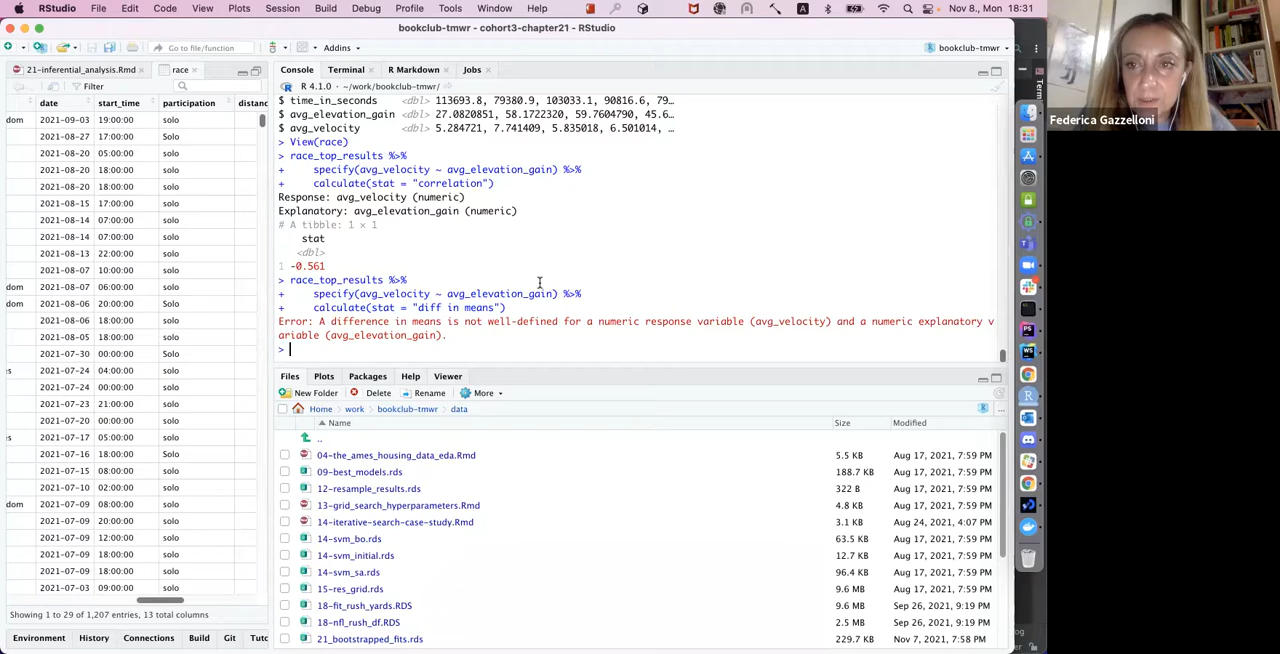 RStudio File Edit Code View Plots Session Build Debug Profile Tools Window Help Nov 8., Mon 18:31
bookclub-tmwr - cohort3-chapter21 - RStudio
Go to file/function Addins bookclub-tmwr
21-inferential_analysis.Rmd race
Filter
date start_time participation distanc
dom 2021-09-03 19:00:00 solo
2021-08-27 17:00:00 solo
2021-08-20 05:00:00 solo
2021-08-20 18:00:00 solo
2021-08-20 18:00:00 solo
2021-08-15 17:00:00 solo
2021-08-14 07:00:00 solo
2021-08-14 07:00:00 solo
2021-08-13 22:00:00 solo
2021-08-07 10:00:00 solo
dom 2021-08-07 06:00:00 solo
dom 2021-08-06 20:00:00 solo
2021-08-06 18:00:00 solo
2021-08-05 18:00:00 solo
2021-07-30 00:00:00 solo
es 2021-07-24 04:00:00 solo
2021-07-24 00:00:00 solo
2021-07-23 21:00:00 solo
2021-07-20 00:00:00 solo
s 2021-07-17 05:00:00 solo
2021-07-16 18:00:00 solo
2021-07-15 08:00:00 solo
2021-07-10 02:00:00 solo
dom 2021-07-09 08:00:00 solo
2021-07-09 20:00:00 solo
2021-07-09 12:00:00 solo
2021-07-09 18:00:00 solo
2021-07-09 18:00:00 solo
2021-07-03 09:00:00 solo
Showing 1 to 29 of 1,207 entries, 13 total columns
Environment History Connections Build Git Tuto
Console Terminal R Markdown Jobs
R 4.1.0 · ~/work/bookclub-tmwr/
$ time_in_seconds <dbl> 113693.8, 79380.9, 103033.1, 90816.6, 79…
$ avg_elevation_gain <dbl> 27.0820851, 58.1722320, 59.7604790, 45.6…
$ avg_velocity <dbl> 5.284721, 7.741409, 5.835018, 6.501014, …
> View(race)
> race_top_results %>%
+ specify(avg_velocity ~ avg_elevation_gain) %>%
+ calculate(stat = "correlation")
Response: avg_velocity (numeric)
Explanatory: avg_elevation_gain (numeric)
# A tibble: 1 × 1
stat
<dbl>
1 -0.561
> race_top_results %>%
+ specify(avg_velocity ~ avg_elevation_gain) %>%
+ calculate(stat = "diff in means")
Error: A difference in means is not well-defined for a numeric response variable (avg_velocity) and a numeric explanatory v
ariable (avg_elevation_gain).
>
Files Plots Packages Help Viewer
New Folder Delete Rename More
Home work bookclub-tmwr data
Name Size Modified
..
04-the_ames_housing_data_eda.Rmd 5.5 KB Aug 17, 2021, 7:59 PM
09-best_models.rds 188.7 KB Aug 17, 2021, 7:59 PM
12-resample_results.rds 322 B Aug 17, 2021, 7:59 PM
13-grid_search_hyperparameters.Rmd 4.8 KB Aug 17, 2021, 7:59 PM
14-iterative-search-case-study.Rmd 3.1 KB Aug 24, 2021, 4:07 PM
14-svm_bo.rds 63.5 KB Aug 17, 2021, 7:59 PM
14-svm_initial.rds 12.7 KB Aug 17, 2021, 7:59 PM
14-svm_sa.rds 96.4 KB Aug 17, 2021, 7:59 PM
15-res_grid.rds 9.6 MB Aug 17, 2021, 7:59 PM
18-fit_rush_yards.RDS 9.6 MB Sep 26, 2021, 9:19 PM
18-nfl_rush_df.RDS 2.5 MB Sep 26, 2021, 9:19 PM
21_bootstrapped_fits.rds 229.7 KB Nov 7, 2021, 7:58 PM
Federica Gazzelloni
Term